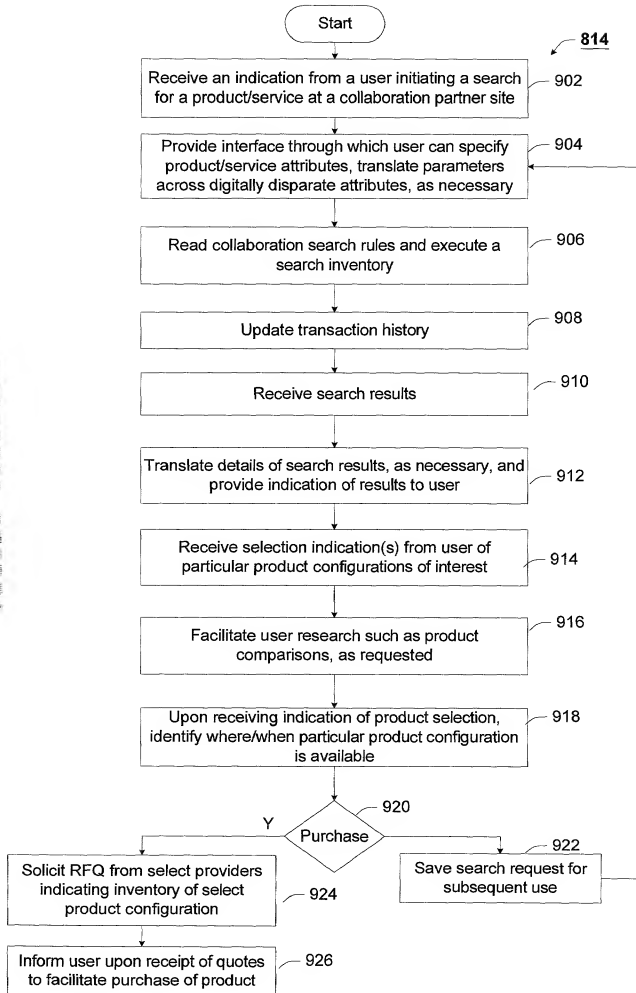 Start
814
Receive an indication from a user initiating a search
for a product/service at a collaboration partner site
902
Provide interface through which user can specify
product/service attributes, translate parameters
across digitally disparate attributes, as necessary
904
Read collaboration search rules and execute a
search inventory
906
Update transaction history
908
Receive search results
910
Translate details of search results, as necessary, and
provide indication of results to user
912
Receive selection indication(s) from user of
particular product configurations of interest
914
Facilitate user research such as product
comparisons, as requested
916
Upon receiving indication of product selection,
identify where/when particular product configuration
is available
918
Purchase
920
Y
Save search request for
subsequent use
922
Solicit RFQ from select providers
indicating inventory of select
product configuration
924
Inform user upon receipt of quotes
to facilitate purchase of product
926